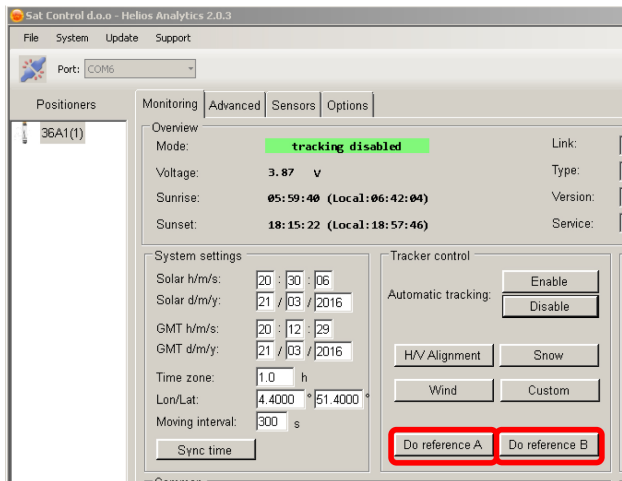 Sat Control d.o.o - Helios Analytics 2.0.3
File System Update Support
Port: COM6
Positioners
36A1(1)
Monitoring Advanced Sensors Options
Overview
Mode: tracking disabled Link:
Voltage: 3.87 V Type:
Sunrise: 05:59:40 (Local:06:42:04) Version:
Sunset: 18:15:22 (Local:18:57:46) Service:
System settings
Solar h/m/s: 20 : 30 : 06
Solar d/m/y: 21 / 03 / 2016
GMT h/m/s: 20 : 12 : 29
GMT d/m/y: 21 / 03 / 2016
Time zone: 1.0 h
Lon/Lat: 4.4000 ° 51.4000 °
Moving interval: 300 s
Sync time
Tracker control
Automatic tracking: Enable
Disable
H/V Alignment Snow
Wind Custom
Do reference A Do reference B
Common